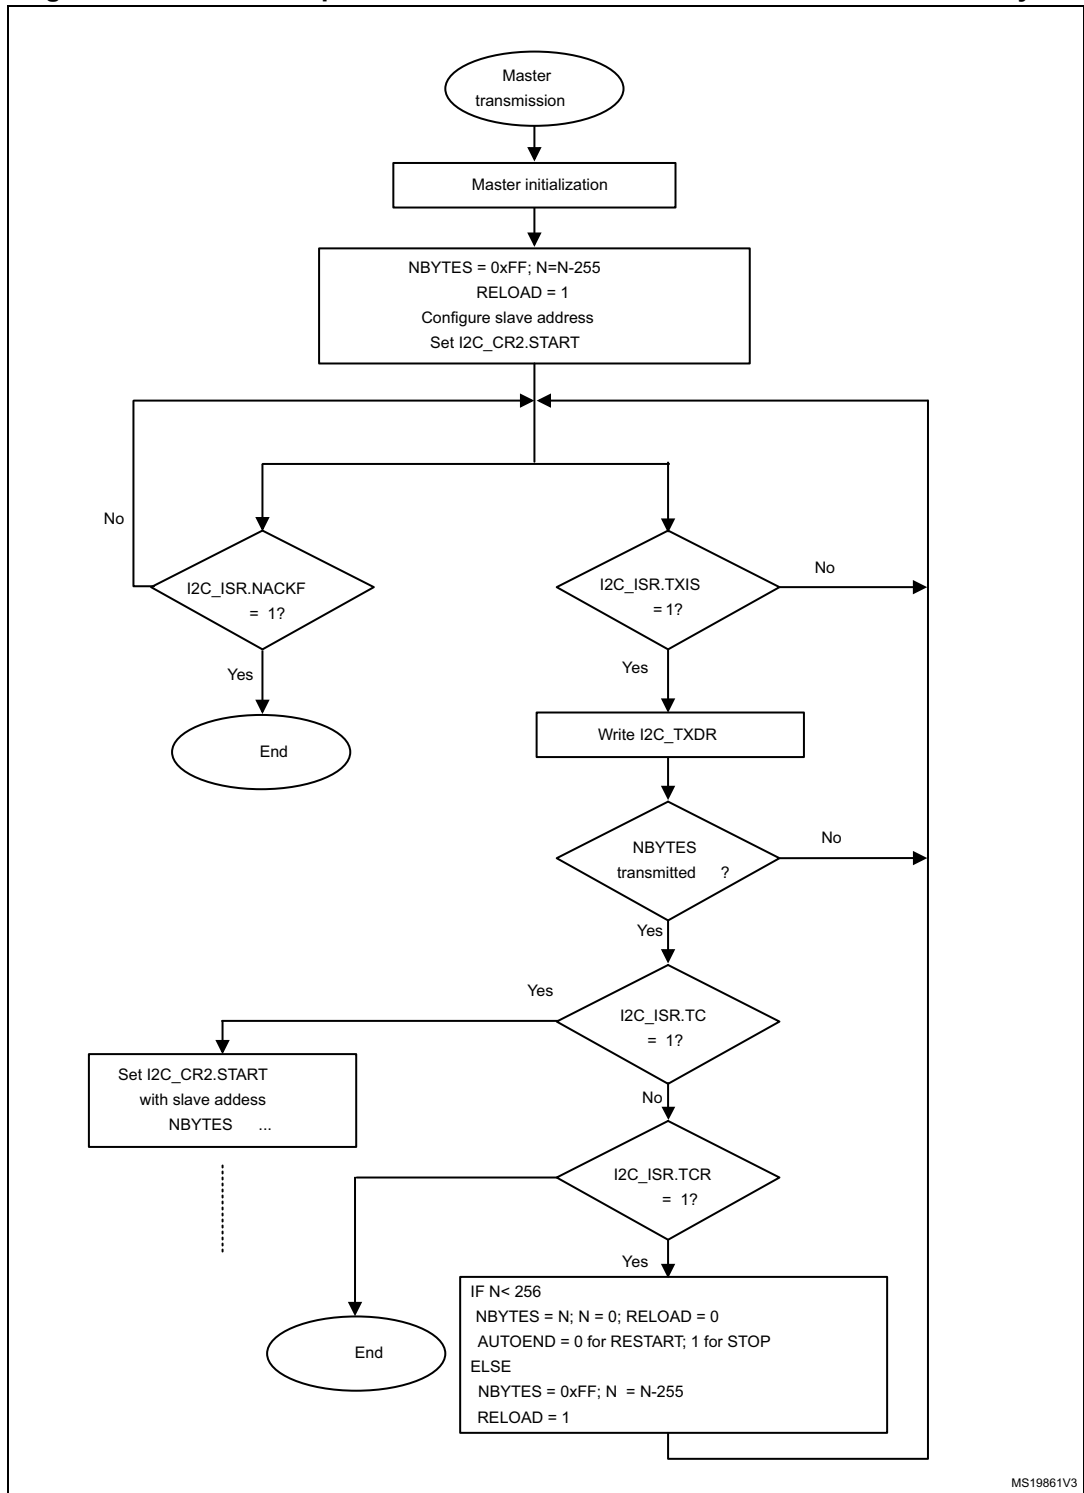 Master
transmission
Master initialization
NBYTES = 0xFF; N=N-255
RELOAD = 1
Configure slave address
Set I2C_CR2.START
No
I2C_ISR.NACKF
= 1?
Yes
End
I2C_ISR.TXIS
= 1?
No
Yes
Write I2C_TXDR
NBYTES
transmitted ?
No
Yes
I2C_ISR.TC
= 1?
Yes
Set I2C_CR2.START
with slave addess
NBYTES ...
No
I2C_ISR.TCR
= 1?
End
Yes
IF N< 256
NBYTES = N; N = 0; RELOAD = 0
AUTOEND = 0 for RESTART; 1 for STOP
ELSE
NBYTES = 0xFF; N = N-255
RELOAD = 1
MS19861V3